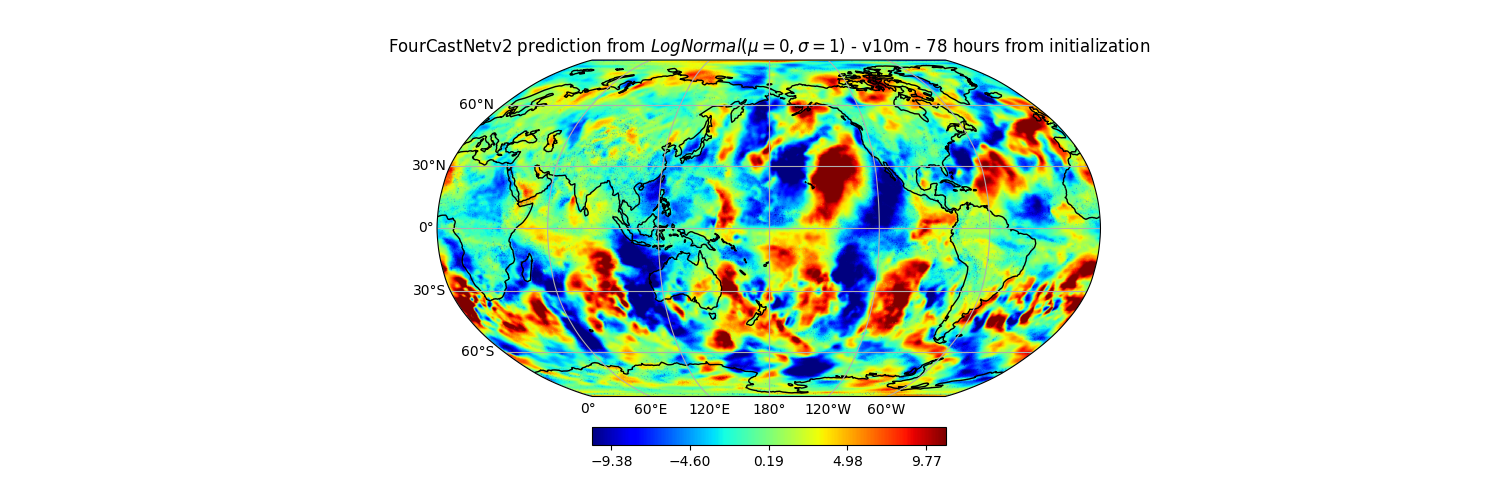 FourCastNetv2 prediction from LogNormal(μ = 0, σ = 1) - v10m - 78 hours from initialization
60°N
30°N
0°
30°S
60°S
0° 60°E 120°E 180° 120°W 60°W
−9.38 −4.60 0.19 4.98 9.77